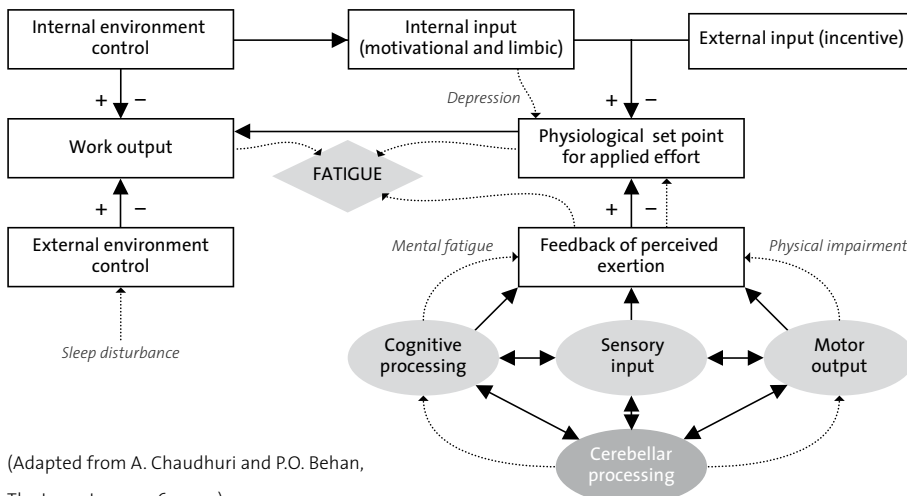 Internal environment
control
Internal input
(motivational and limbic)
External input (incentive)
+ −
Depression
+ −
Work output
FATIGUE
Physiological set point
for applied effort
+ −
+ −
External environment
control
Mental fatigue
Feedback of perceived
exertion
Physical impairment
Sleep disturbance
Cognitive
processing
Sensory
input
Motor
output
Cerebellar
processing
(Adapted from A. Chaudhuri and P.O. Behan,